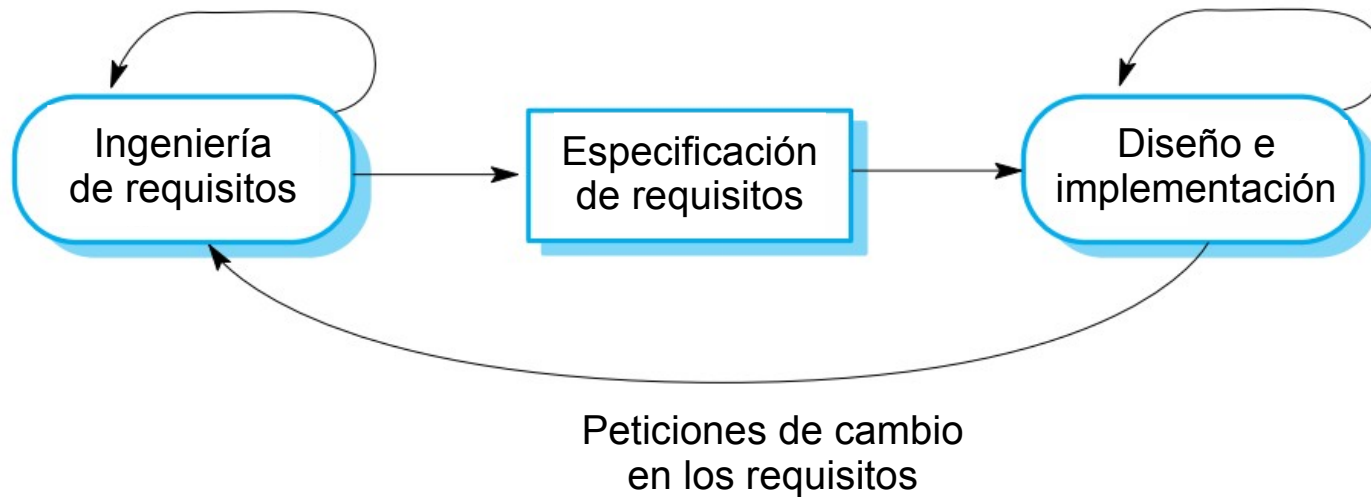 Ingeniería
de requisitos
Especificación
de requisitos
Diseño e
implementación
Peticiones de cambio
en los requisitos